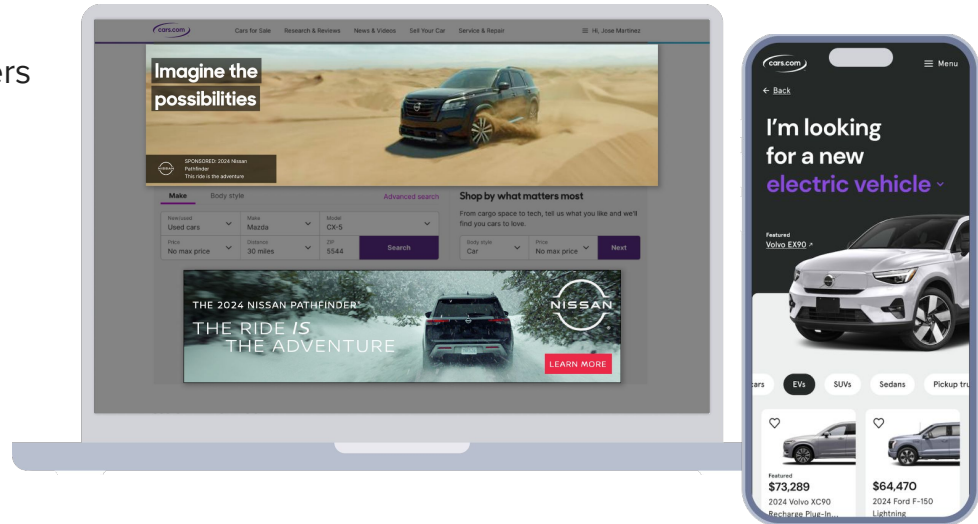 ers
cars.com
Cars for Sale Research & Reviews News & Videos Sell Your Car Service & Repair
Hi, Jose Martinez
Imagine the
possibilities
SPONSORED: 2024 Nissan
Pathfinder
This ride is the adventure
Make Body style Advanced search
New/used Make Model
Used cars Mazda CX-5
Price Distance ZIP
No max price 30 miles 5544 Search
Shop by what matters most
From cargo space to tech, tell us what you like and we'll
find you cars to love.
Body style Price
Car No max price Next
THE 2024 NISSAN PATHFINDER
THE RIDE IS
THE ADVENTURE
NISSAN
LEARN MORE
cars.com Menu
Back
I'm looking
for a new
electric vehicle
Featured
Volvo EX90
cars EVs SUVs Sedans Pickup tru
Featured
$73,289
2024 Volvo XC90
Recharge Plug-In...
$64,470
2024 Ford F-150
Lightning